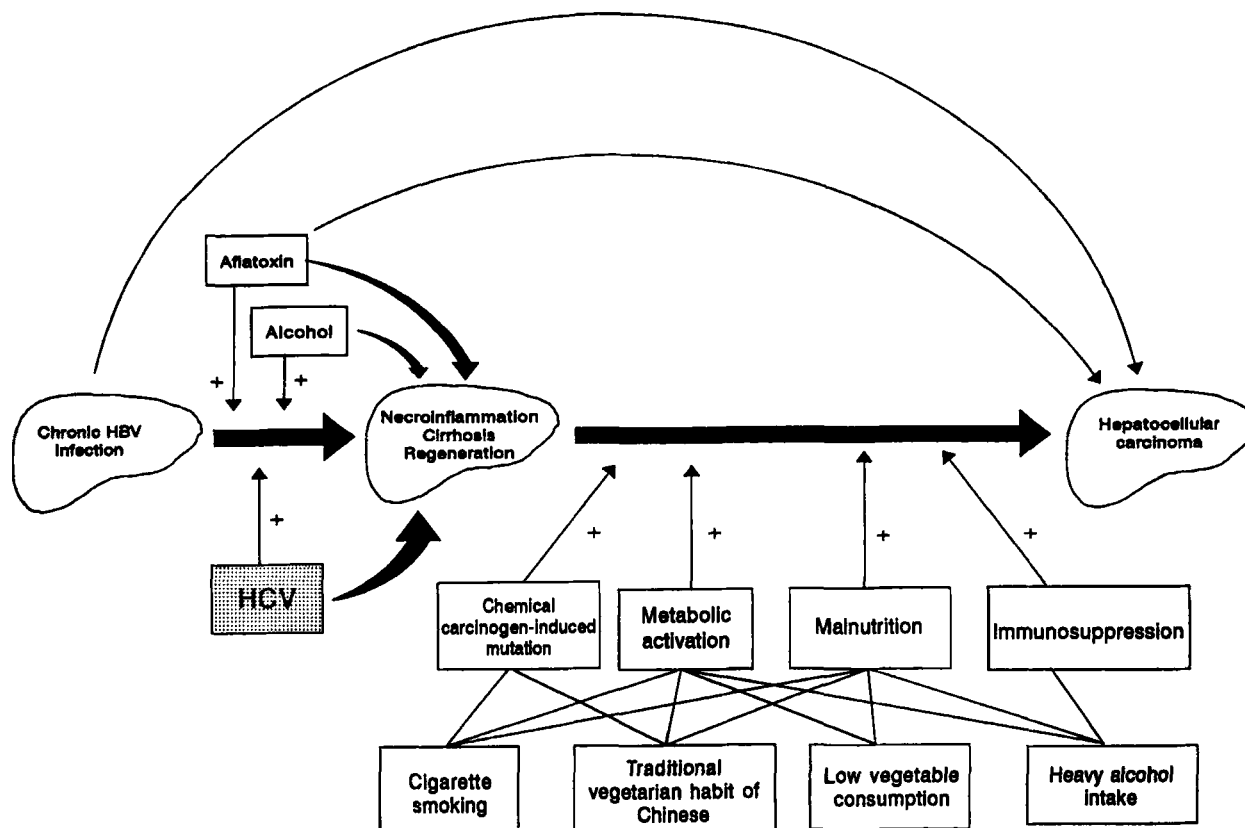 Aflatoxin
Alcohol
+
+
Chronic HBV
Infection
Necroinflammation
Cirrhosis
Regeneration
Hepatocellular
carcinoma
+
HCV
+
+
+
+
Chemical
carcinogen-induced
mutation
Metabolic
activation
Malnutrition
Immunosuppression
Cigarette
smoking
Traditional
vegetarian habit of
Chinese
Low vegetable
consumption
Heavy alcohol
intake